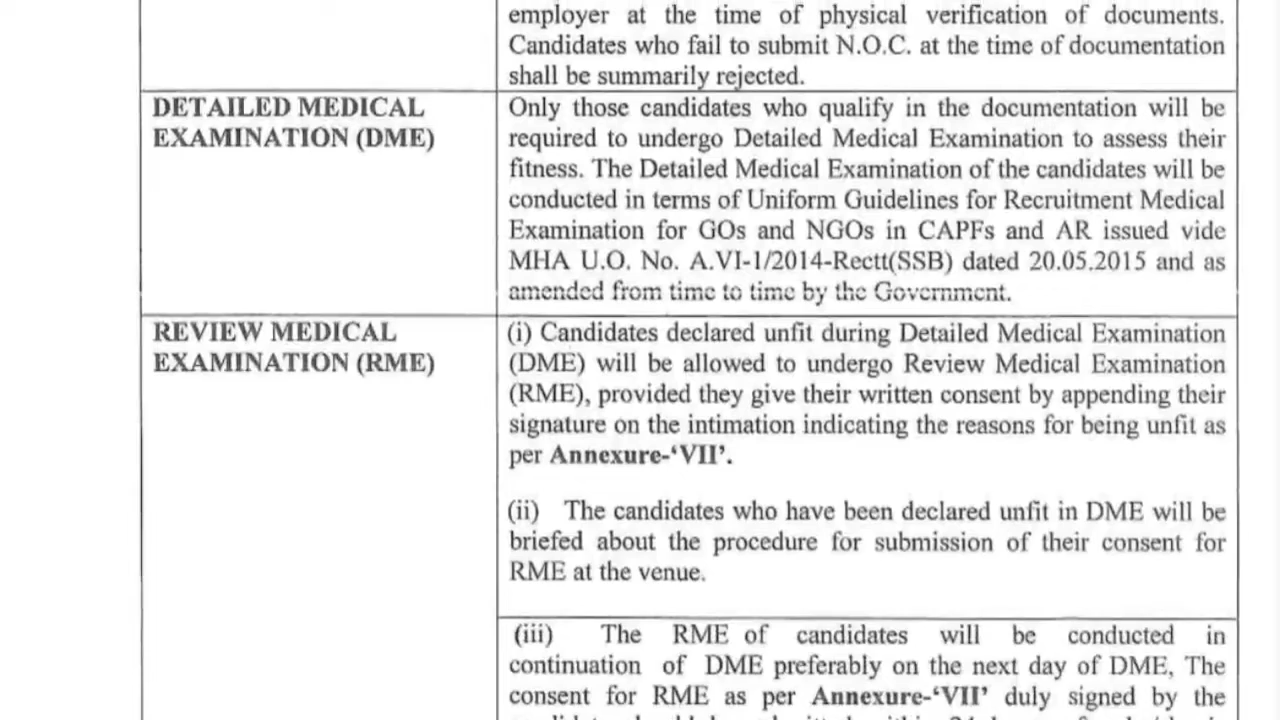 employer at the time of physical verification of documents.
Candidates who fail to submit N.O.C. at the time of documentation
shall be summarily rejected.
DETAILED MEDICAL
EXAMINATION (DME)
Only those candidates who qualify in the documentation will be
required to undergo Detailed Medical Examination to assess their
fitness. The Detailed Medical Examination of the candidates will be
conducted in terms of Uniform Guidelines for Recruitment Medical
Examination for GOs and NGOs in CAPFs and AR issued vide
MHA U.O. No. A.VI-1/2014-Rectt(SSB) dated 20.05.2015 and as
amended from time to time by the Government.
REVIEW MEDICAL
EXAMINATION (RME)
(i) Candidates declared unfit during Detailed Medical Examination
(DME) will be allowed to undergo Review Medical Examination
(RME), provided they give their written consent by appending their
signature on the intimation indicating the reasons for being unfit as
per Annexure-‘VII’.
(ii) The candidates who have been declared unfit in DME will be
briefed about the procedure for submission of their consent for
RME at the venue.
(iii) The RME of candidates will be conducted in
continuation of DME preferably on the next day of DME, The
consent for RME as per Annexure-‘VII’ duly signed by the